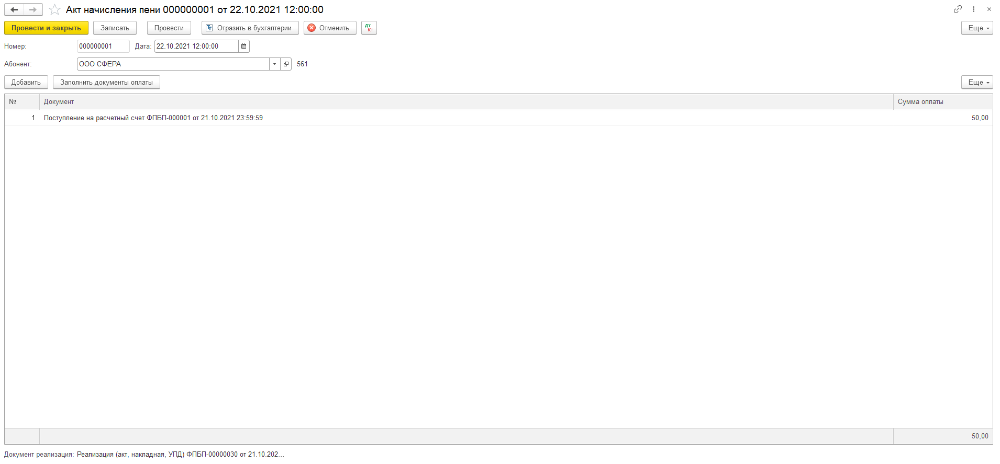 Акт начисления пени 000000001 от 22.10.2021 12:00:00
Провести и закрыть Записать Провести Отразить в бухгалтерии Отменить Дт Кт Еще
Номер: 000000001 Дата: 22.10.2021 12:00:00
Абонент: ООО СФЕРА 561
Добавить Заполнить документы оплаты Еще
№ Документ Сумма оплаты
1 Поступление на расчетный счет ФПБП-000001 от 21.10.2021 23:59:59 50,00
50,00
Документ реализация: Реализация (акт, накладная, УПД) ФПБП-00000030 от 21.10.202...